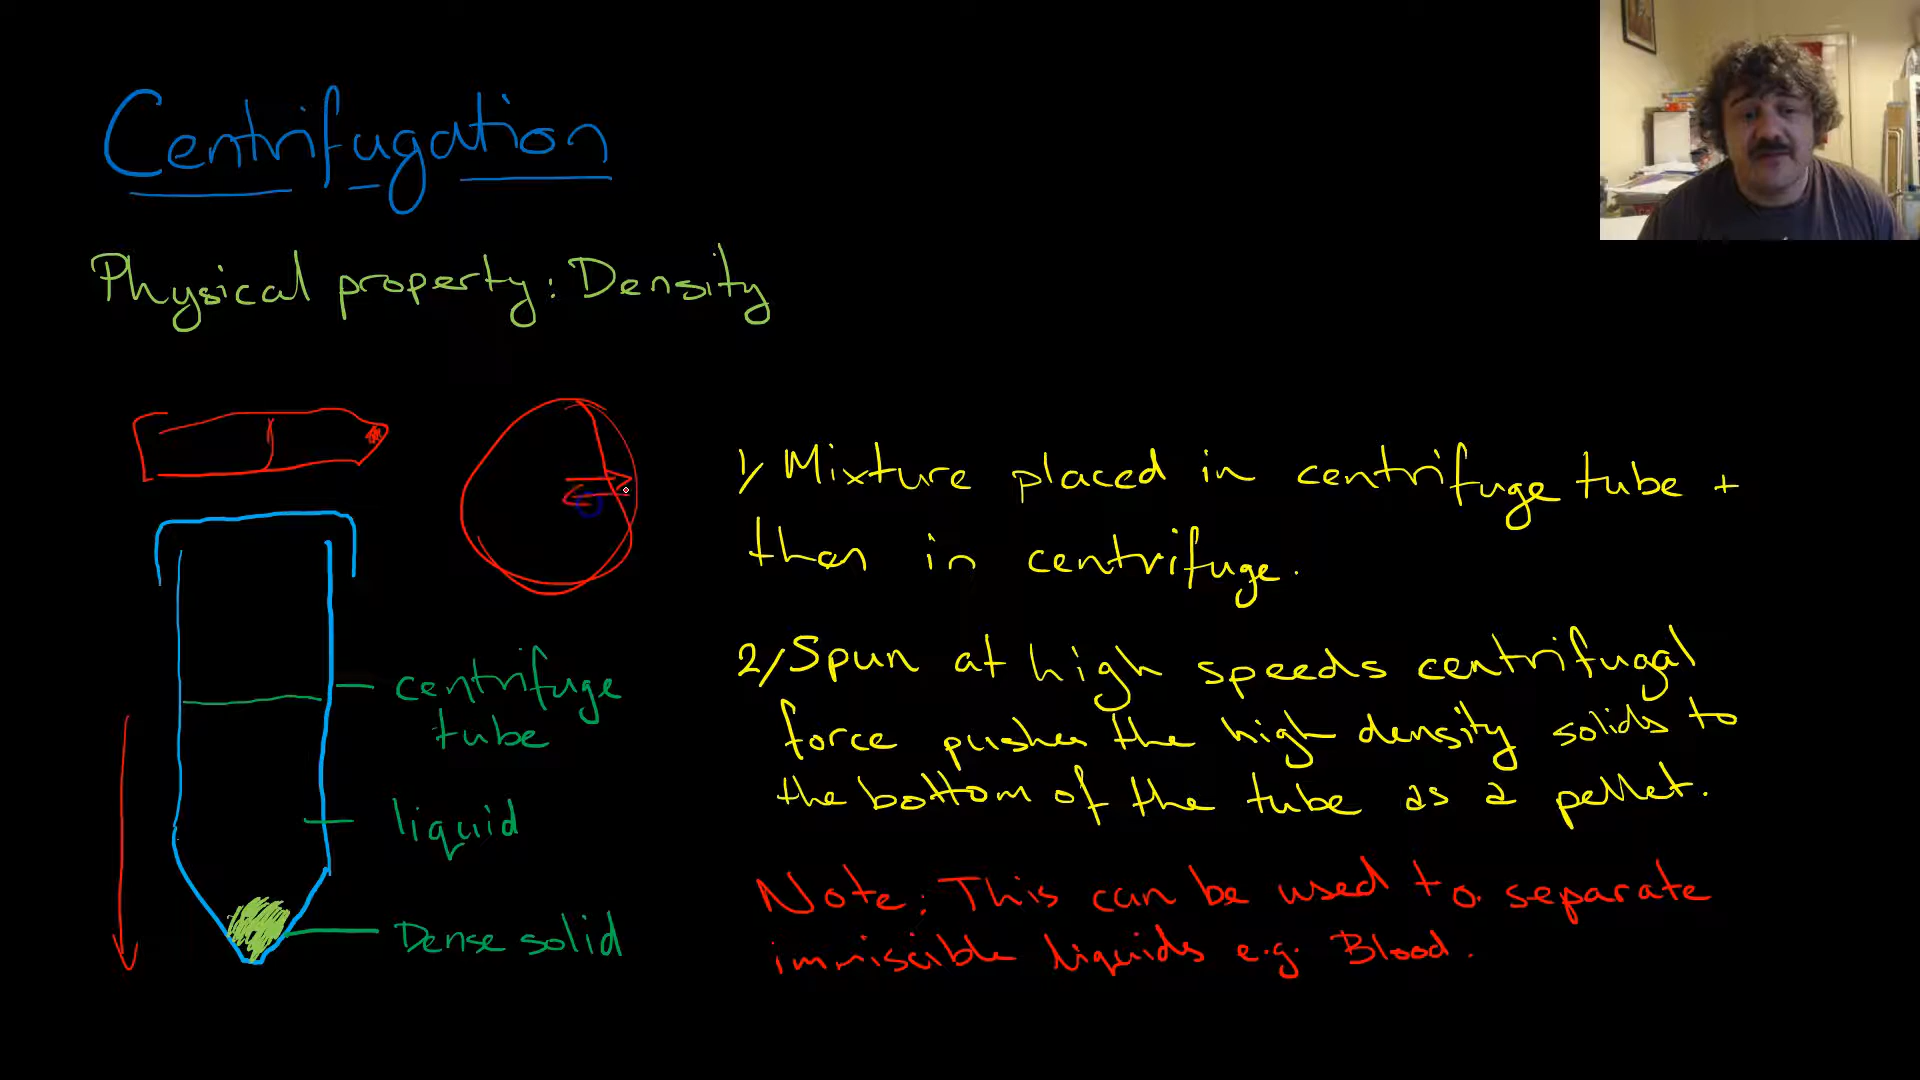 Centrifugation
Physical property: Density
1/ Mixture placed in centrifuge tube +
then in centrifuge.
2/ Spun at high speeds centrifugal
force pushes the high density solids to
the bottom of the tube as a pellet.
Note: This can be used to separate
immiscible liquids e.g. Blood.
centrifuge
tube
liquid
Dense solid